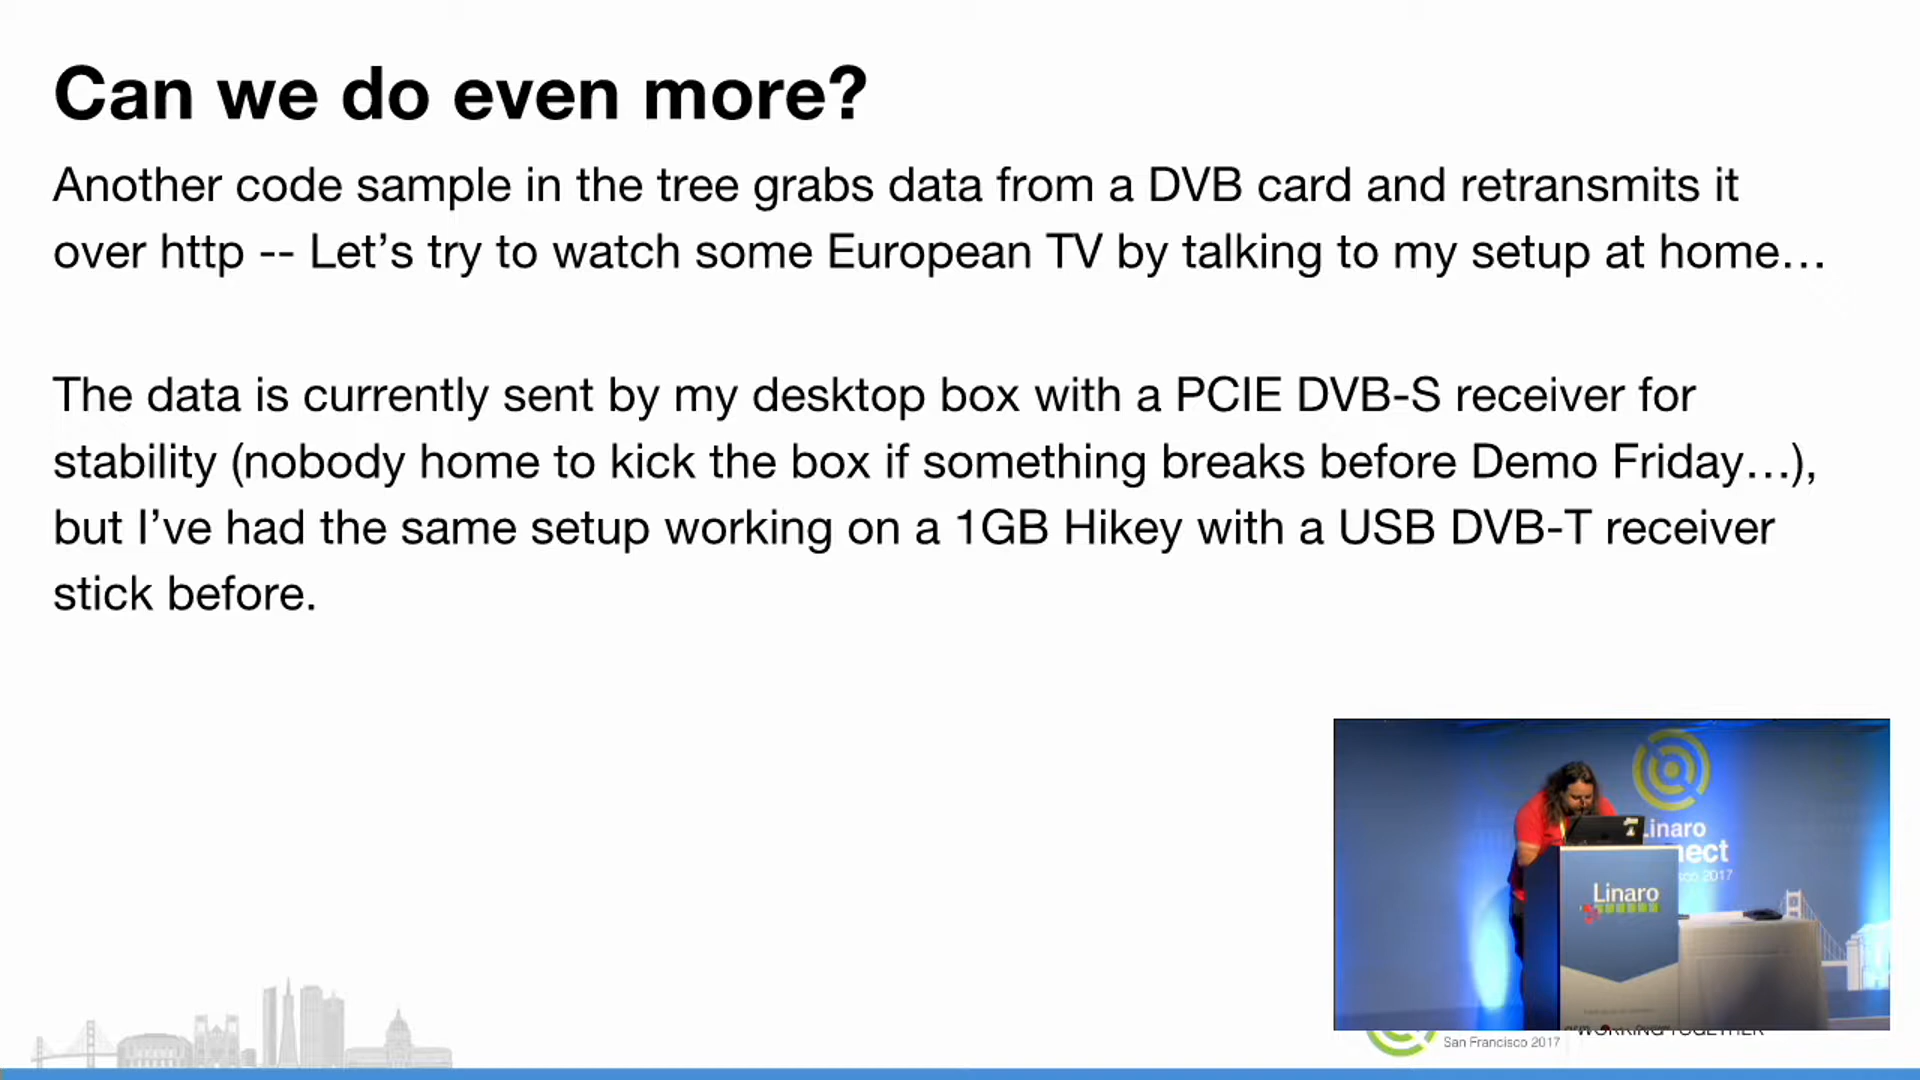 Can we do even more?
Another code sample in the tree grabs data from a DVB card and retransmits it
over http -- Let’s try to watch some European TV by talking to my setup at home…
The data is currently sent by my desktop box with a PCIE DVB-S receiver for
stability (nobody home to kick the box if something breaks before Demo Friday…),
but I’ve had the same setup working on a 1GB Hikey with a USB DVB-T receiver
stick before.
Linaro
2017
Linaro
San Francisco 2017
TOGETHER